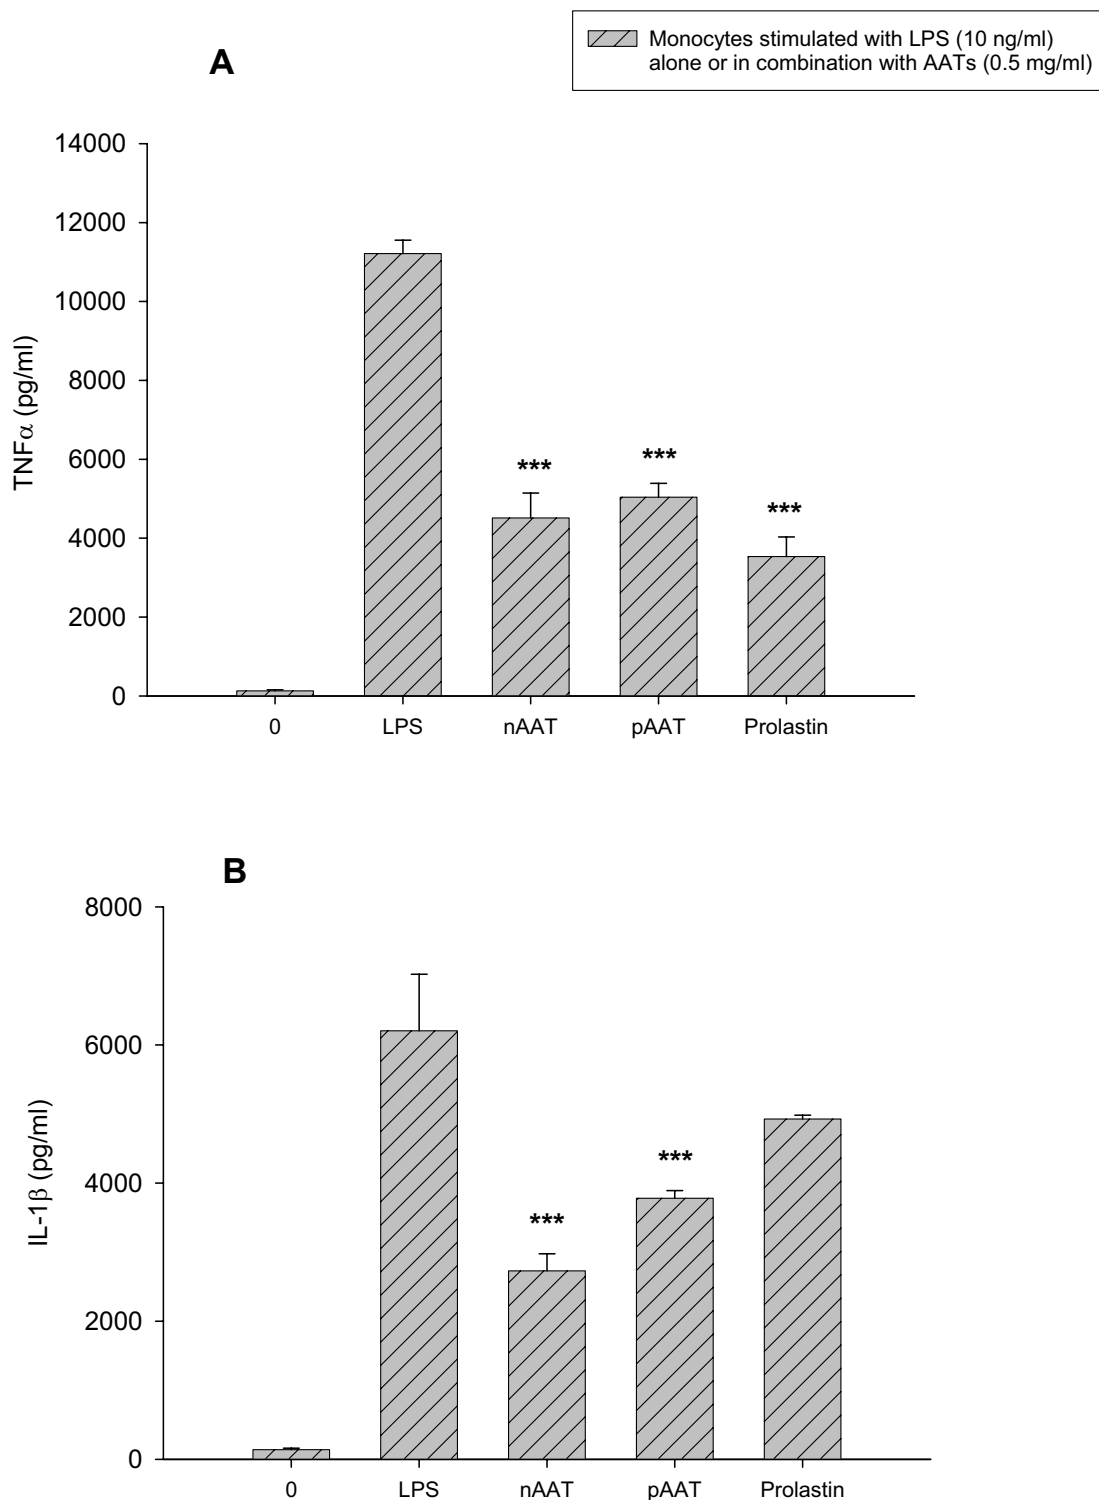 Monocytes stimulated with LPS (10 ng/ml)
alone or in combination with AATs (0.5 mg/ml)
A
14000
12000
10000
8000
6000
4000
2000
0
TNFα (pg/ml)
***
***
***
0 LPS nAAT pAAT Prolastin
B
8000
6000
4000
2000
0
IL-1β (pg/ml)
***
***
0 LPS nAAT pAAT Prolastin